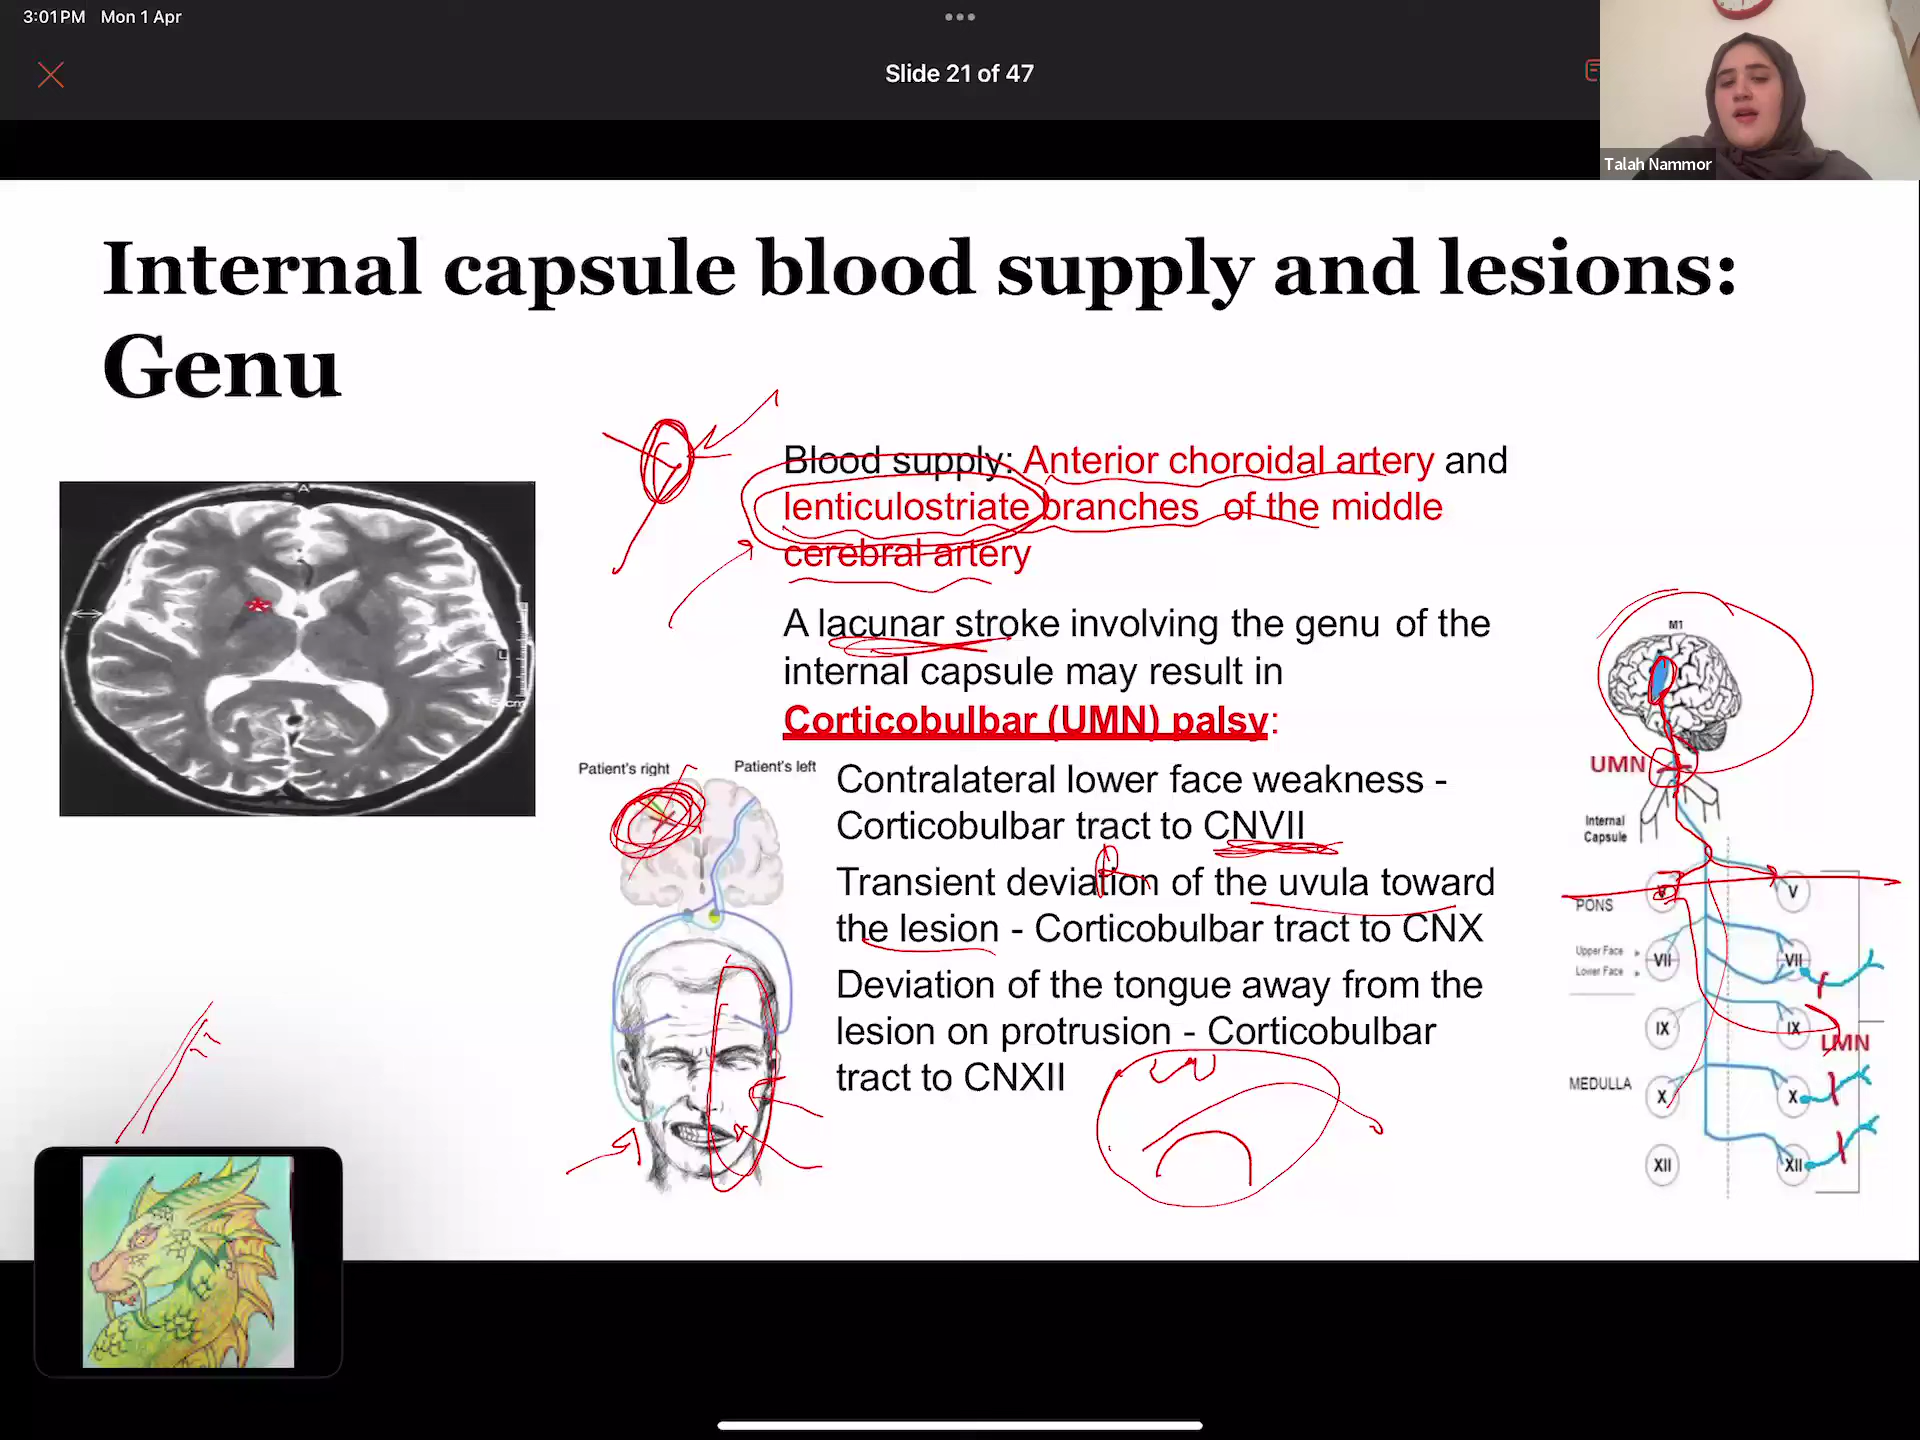 3:01PM Mon 1 Apr
Slide 21 of 47
Talah Nammor
Internal capsule blood supply and lesions:
Genu
Blood supply: Anterior choroidal artery and
lenticulostriate branches of the middle
cerebral artery
A lacunar stroke involving the genu of the
internal capsule may result in
Corticobulbar (UMN) palsy:
Contralateral lower face weakness -
Corticobulbar tract to CNVII
Transient deviation of the uvula toward
the lesion - Corticobulbar tract to CNX
Deviation of the tongue away from the
lesion on protrusion - Corticobulbar
tract to CNXII
A
L
5 cm
Patient's right
Patient's left
M1
UMN
Internal
Capsule
V
V
PONS
Upper Face
Lower Face
VII
VII
IX
IX
LMN
MEDULLA
X
X
XII
XII